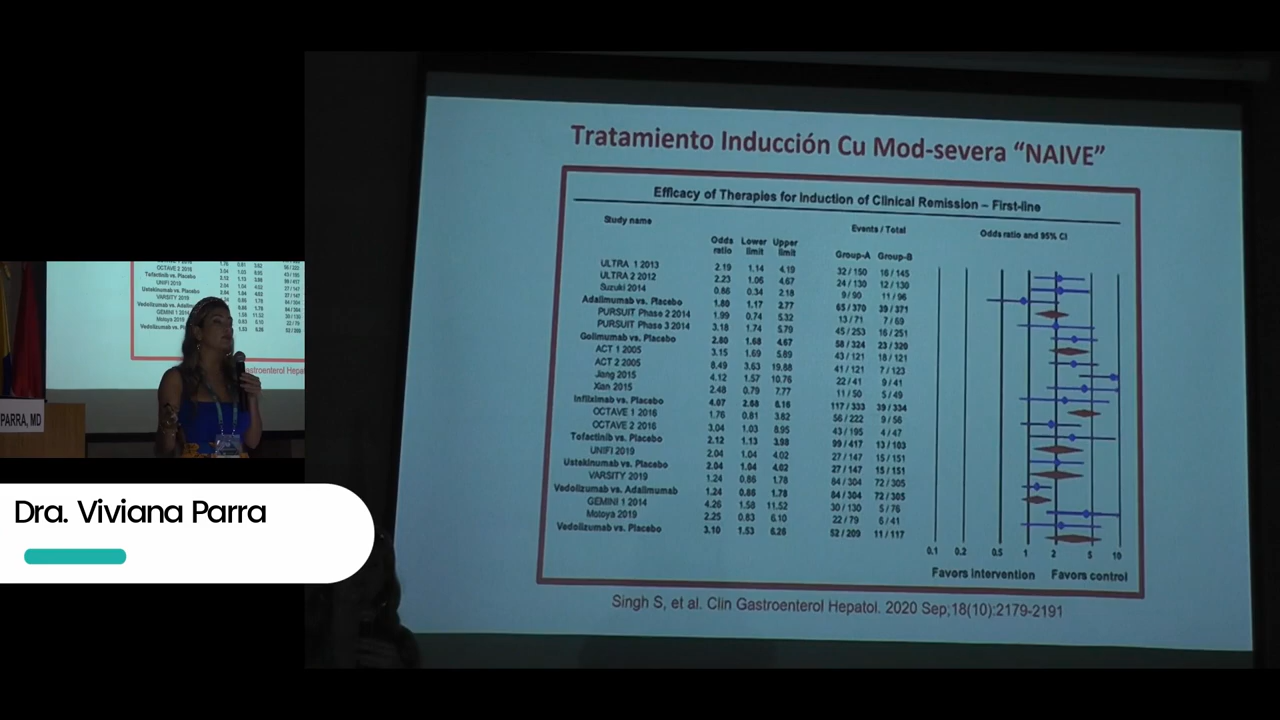 Tratamiento Inducción Cu Mod-severa “NAIVE”
Efficacy of Therapies for Induction of Clinical Remission – First-line
Study name Odds ratio Lower limit Upper limit Events / Total Group-A Group-B Odds ratio and 95% CI
ULTRA 1 2013 2.19 1.14 4.19 32 / 150 16 / 145
ULTRA 2 2012 2.23 1.06 4.67 24 / 130 12 / 130
Suzuki 2014 0.86 0.34 2.18 9 / 90 11 / 96
Adalimumab vs. Placebo 1.80 1.17 2.77 65 / 370 39 / 371
PURSUIT Phase 2 2014 1.99 0.74 5.32 13 / 71 7 / 69
PURSUIT Phase 3 2014 3.18 1.74 5.79 45 / 253 16 / 251
Golimumab vs. Placebo 2.80 1.68 4.67 58 / 324 23 / 320
ACT 1 2005 3.15 1.69 5.89 43 / 121 18 / 121
ACT 2 2005 8.49 3.63 19.88 41 / 121 7 / 123
Jiang 2015 4.12 1.57 10.76 22 / 41 9 / 41
Xian 2015 2.48 0.79 7.77 11 / 50 5 / 49
Infliximab vs. Placebo 4.07 2.68 6.16 117 / 333 39 / 334
OCTAVE 1 2016 1.76 0.81 3.82 56 / 222 9 / 56
OCTAVE 2 2016 3.04 1.03 8.95 43 / 195 4 / 47
Tofactinib vs. Placebo 2.12 1.13 3.98 99 / 417 13 / 103
UNIFI 2019 2.04 1.04 4.02 27 / 147 15 / 151
Ustekinumab vs. Placebo 2.04 1.04 4.02 27 / 147 15 / 151
VARSITY 2019 1.24 0.86 1.78 84 / 304 72 / 305
Vedolizumab vs. Adalimumab 1.24 0.86 1.78 84 / 304 72 / 305
GEMINI 1 2014 4.26 1.58 11.52 30 / 130 5 / 76
Motoya 2019 2.25 0.83 6.10 22 / 79 6 / 41
Vedolizumab vs. Placebo 3.10 1.53 6.26 52 / 209 11 / 117
0.1 0.2 0.5 1 2 5 10
Favors intervention Favors control
Singh S, et al. Clin Gastroenterol Hepatol. 2020 Sep;18(10):2179-2191
PARRA, MD
Dra. Viviana Parra